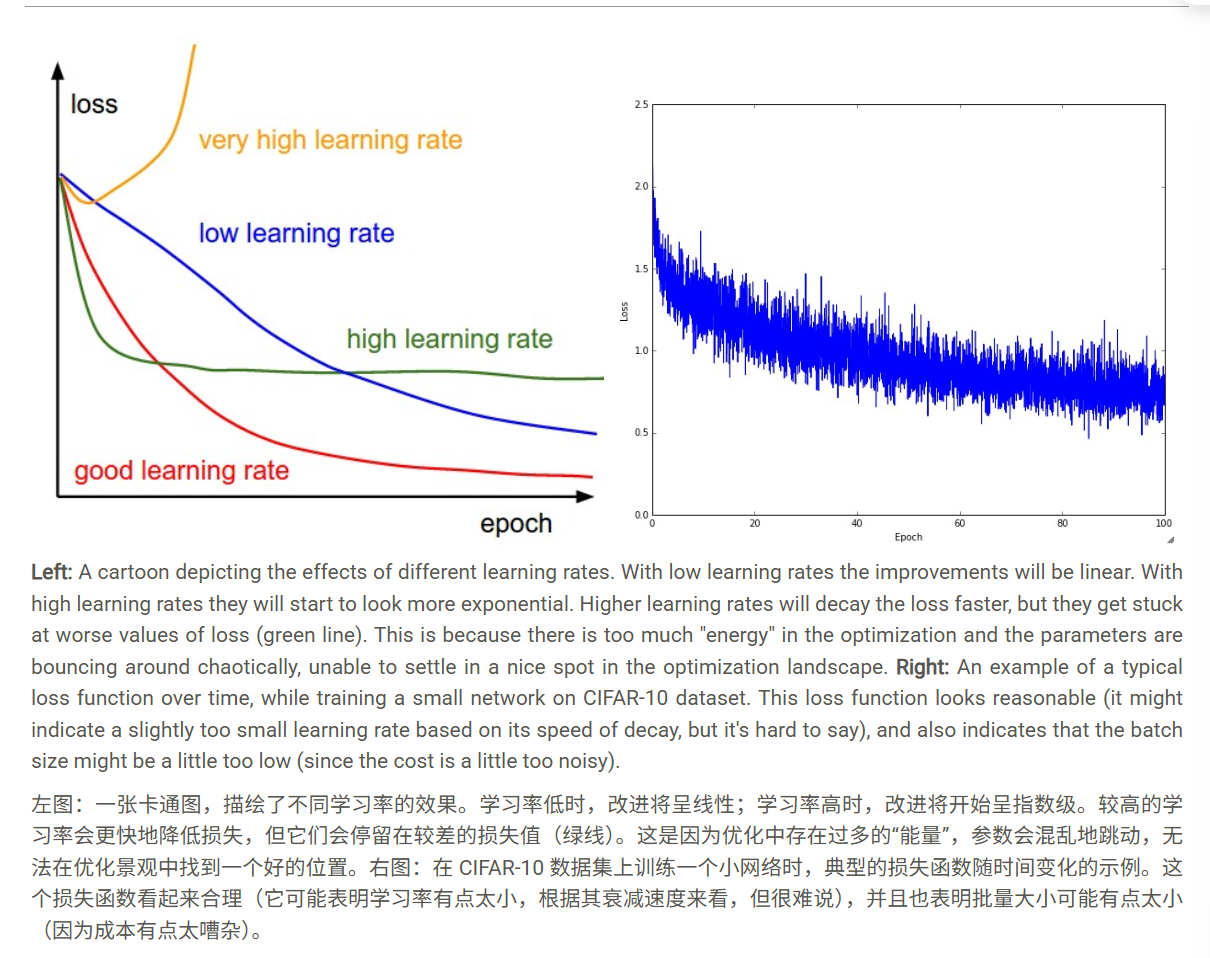 loss
very high learning rate
low learning rate
high learning rate
good learning rate
epoch
2.5
2.0
1.5
1.0
0.5
0.0
Loss
0 20 40 60 80 100
Epoch
Left: A cartoon depicting the effects of different learning rates. With low learning rates the improvements will be linear. With
high learning rates they will start to look more exponential. Higher learning rates will decay the loss faster, but they get stuck
at worse values of loss (green line). This is because there is too much "energy" in the optimization and the parameters are
bouncing around chaotically, unable to settle in a nice spot in the optimization landscape. Right: An example of a typical
loss function over time, while training a small network on CIFAR-10 dataset. This loss function looks reasonable (it might
indicate a slightly too small learning rate based on its speed of decay, but it's hard to say), and also indicates that the batch
size might be a little too low (since the cost is a little too noisy).
左图：一张卡通图，描绘了不同学习率的效果。学习率低时，改进将呈线性；学习率高时，改进将开始呈指数级。较高的学
习率会更快地降低损失，但它们会停留在较差的损失值（绿线）。这是因为优化中存在过多的“能量”，参数会混乱地跳动，无
法在优化景观中找到一个好的位置。右图：在 CIFAR-10 数据集上训练一个小网络时，典型的损失函数随时间变化的示例。这
个损失函数看起来合理（它可能表明学习率有点太小，根据其衰减速度来看，但很难说），并且也表明批量大小可能有点太小
（因为成本有点太嘈杂）。